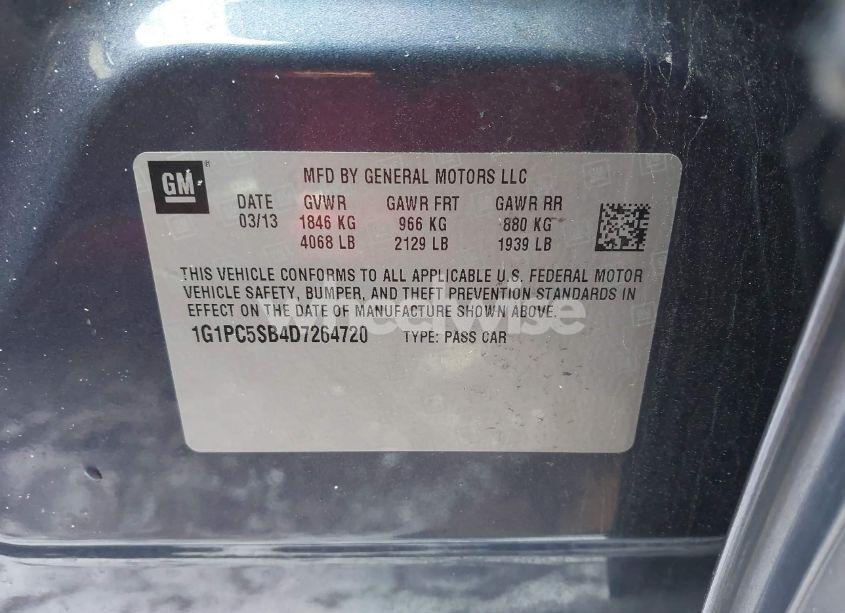 GM
MFD BY GENERAL MOTORS LLC
DATE GVWR GAWR FRT GAWR RR
03/13 1846 KG 966 KG 880 KG
4068 LB 2129 LB 1939 LB
THIS VEHICLE CONFORMS TO ALL APPLICABLE U.S. FEDERAL MOTOR
VEHICLE SAFETY, BUMPER, AND THEFT PREVENTION STANDARDS IN
EFFECT ON THE DATE OF MANUFACTURE SHOWN ABOVE.
wheelwise
1G1PC5SB4D7264720 TYPE: PASS CAR